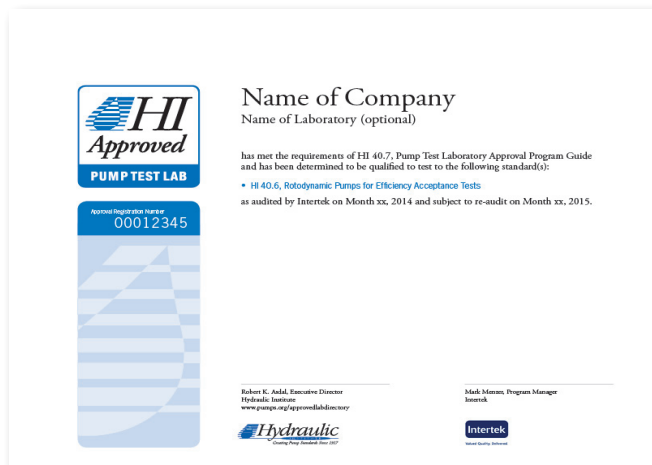 HI
Approved
PUMP TEST LAB
Approval Registration Number
00012345
Name of Company
Name of Laboratory (optional)
has met the requirements of HI 40.7, Pump Test Laboratory Approval Program Guide
and has been determined to be qualified to test to the following standard(s):
• HI 40.6, Rotodynamic Pumps for Efficiency Acceptance Tests
as audited by Intertek on Month xx, 2014 and subject to re-audit on Month xx, 2015.
Robert K. Asdal, Executive Director
Hydraulic Institute
www.pumps.org/approvedlabdirectory
Hydraulic
Creating Pump Standards Since 1917
Mark Menzer, Program Manager
Intertek
Intertek
Valued Quality. Delivered.